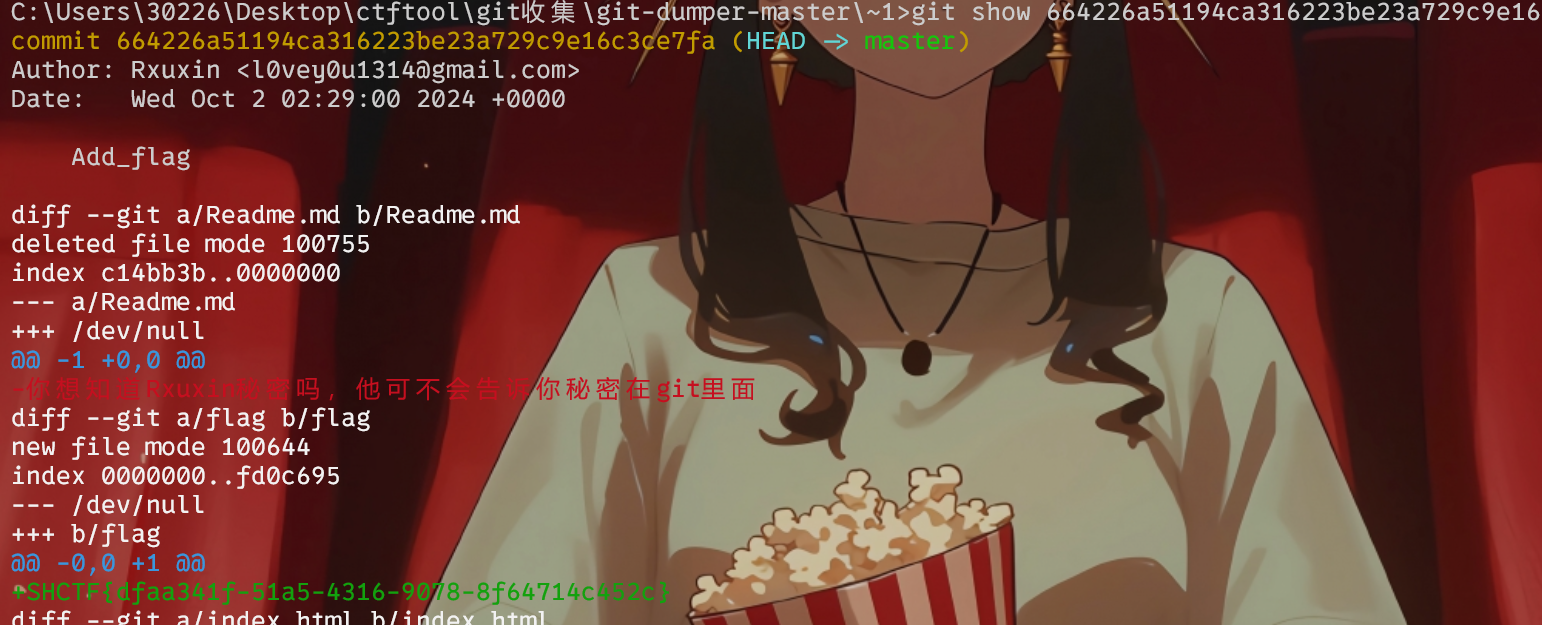 C:\Users\30226\Desktop\ctftool\git收集\git-dumper-master\~1>git show 664226a51194ca316223be23a729c9e16
commit 664226a51194ca316223be23a729c9e16c3ce7fa (HEAD -> master)
Author: Rxuxin <l0vey0u1314@gmail.com>
Date:   Wed Oct 2 02:29:00 2024 +0000
    Add_flag
diff --git a/Readme.md b/Readme.md
deleted file mode 100755
index c14bb3b..0000000
--- a/Readme.md
+++ /dev/null
@@ -1 +0,0 @@
-你想知道Rxuxin秘密吗，他可不会告诉你秘密在git里面
diff --git a/flag b/flag
new file mode 100644
index 0000000..fd0c695
--- /dev/null
+++ b/flag
@@ -0,0 +1 @@
+SHCTF{dfaa341f-51a5-4316-9078-8f64714c452c}
diff --git a/index.html b/index.html